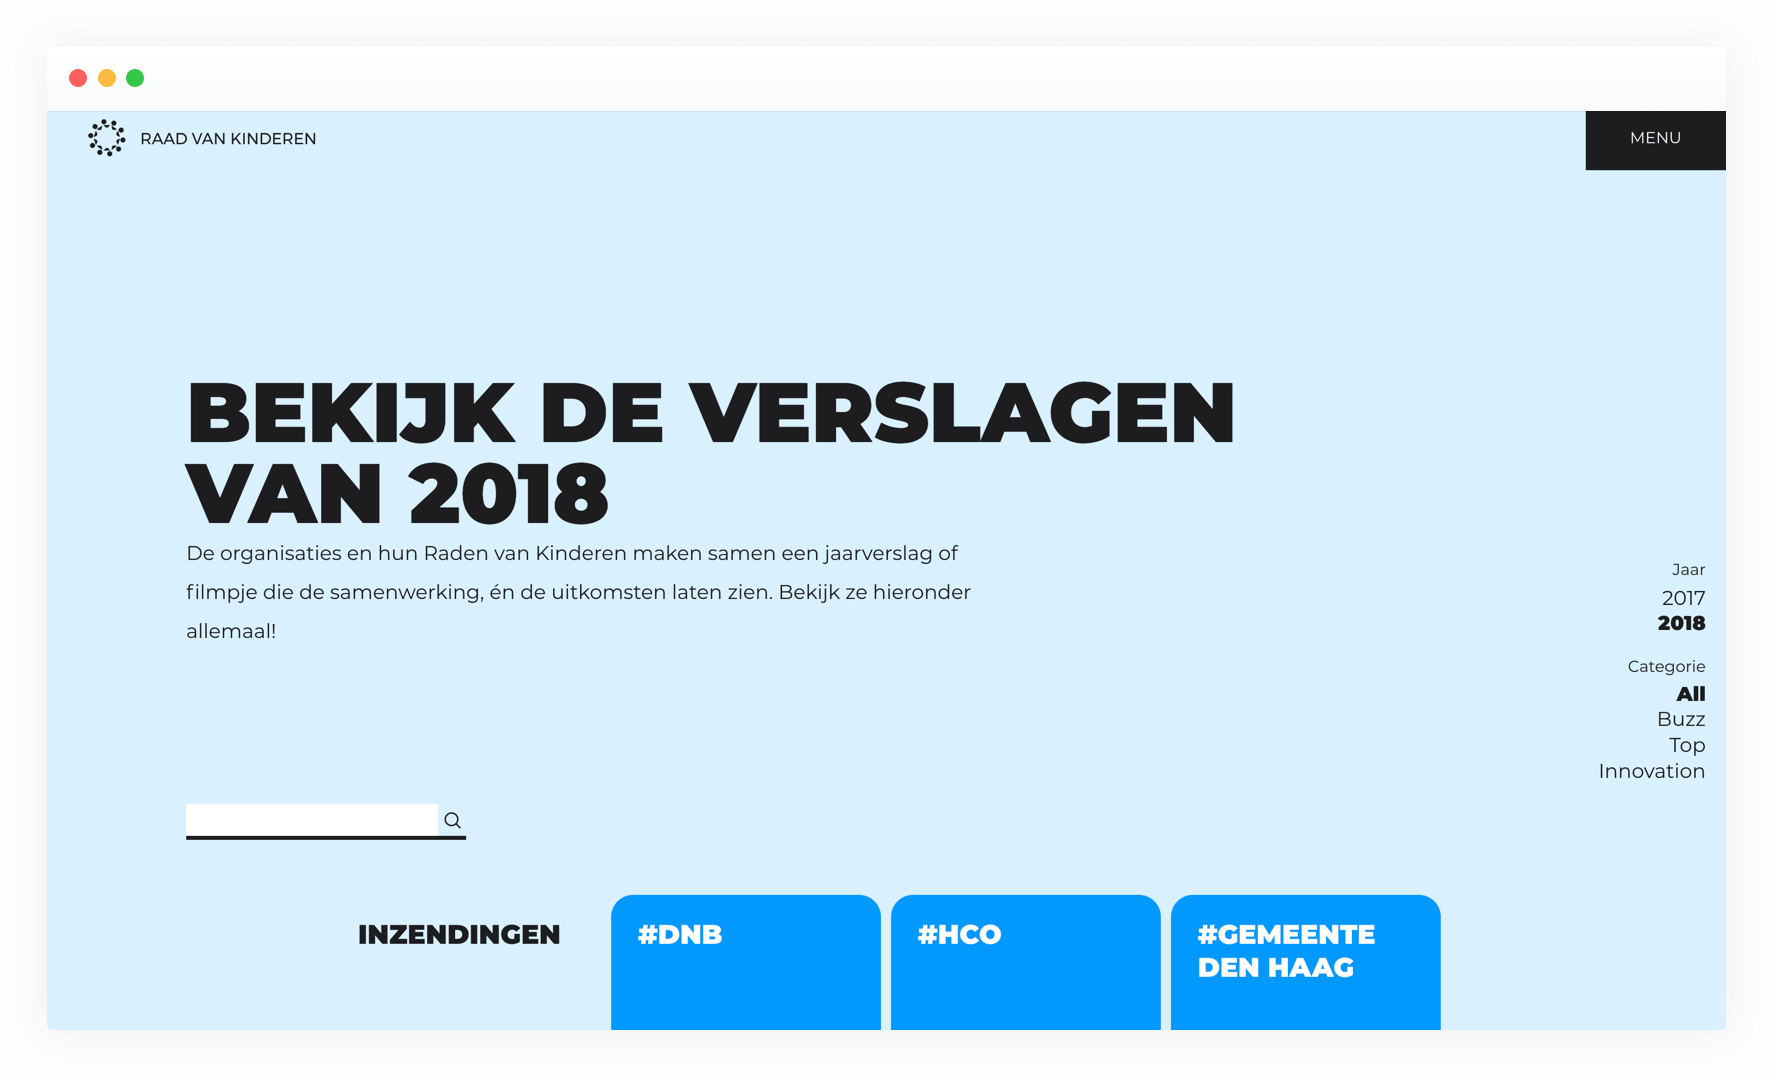 RAAD VAN KINDEREN
MENU
BEKIJK DE VERSLAGEN
VAN 2018
De organisaties en hun Raden van Kinderen maken samen een jaarverslag of
filmpje die de samenwerking, én de uitkomsten laten zien. Bekijk ze hieronder
allemaal!
Jaar
2017
2018
Categorie
All
Buzz
Top
Innovation
INZENDINGEN
#DNB
#HCO
#GEMEENTE
DEN HAAG